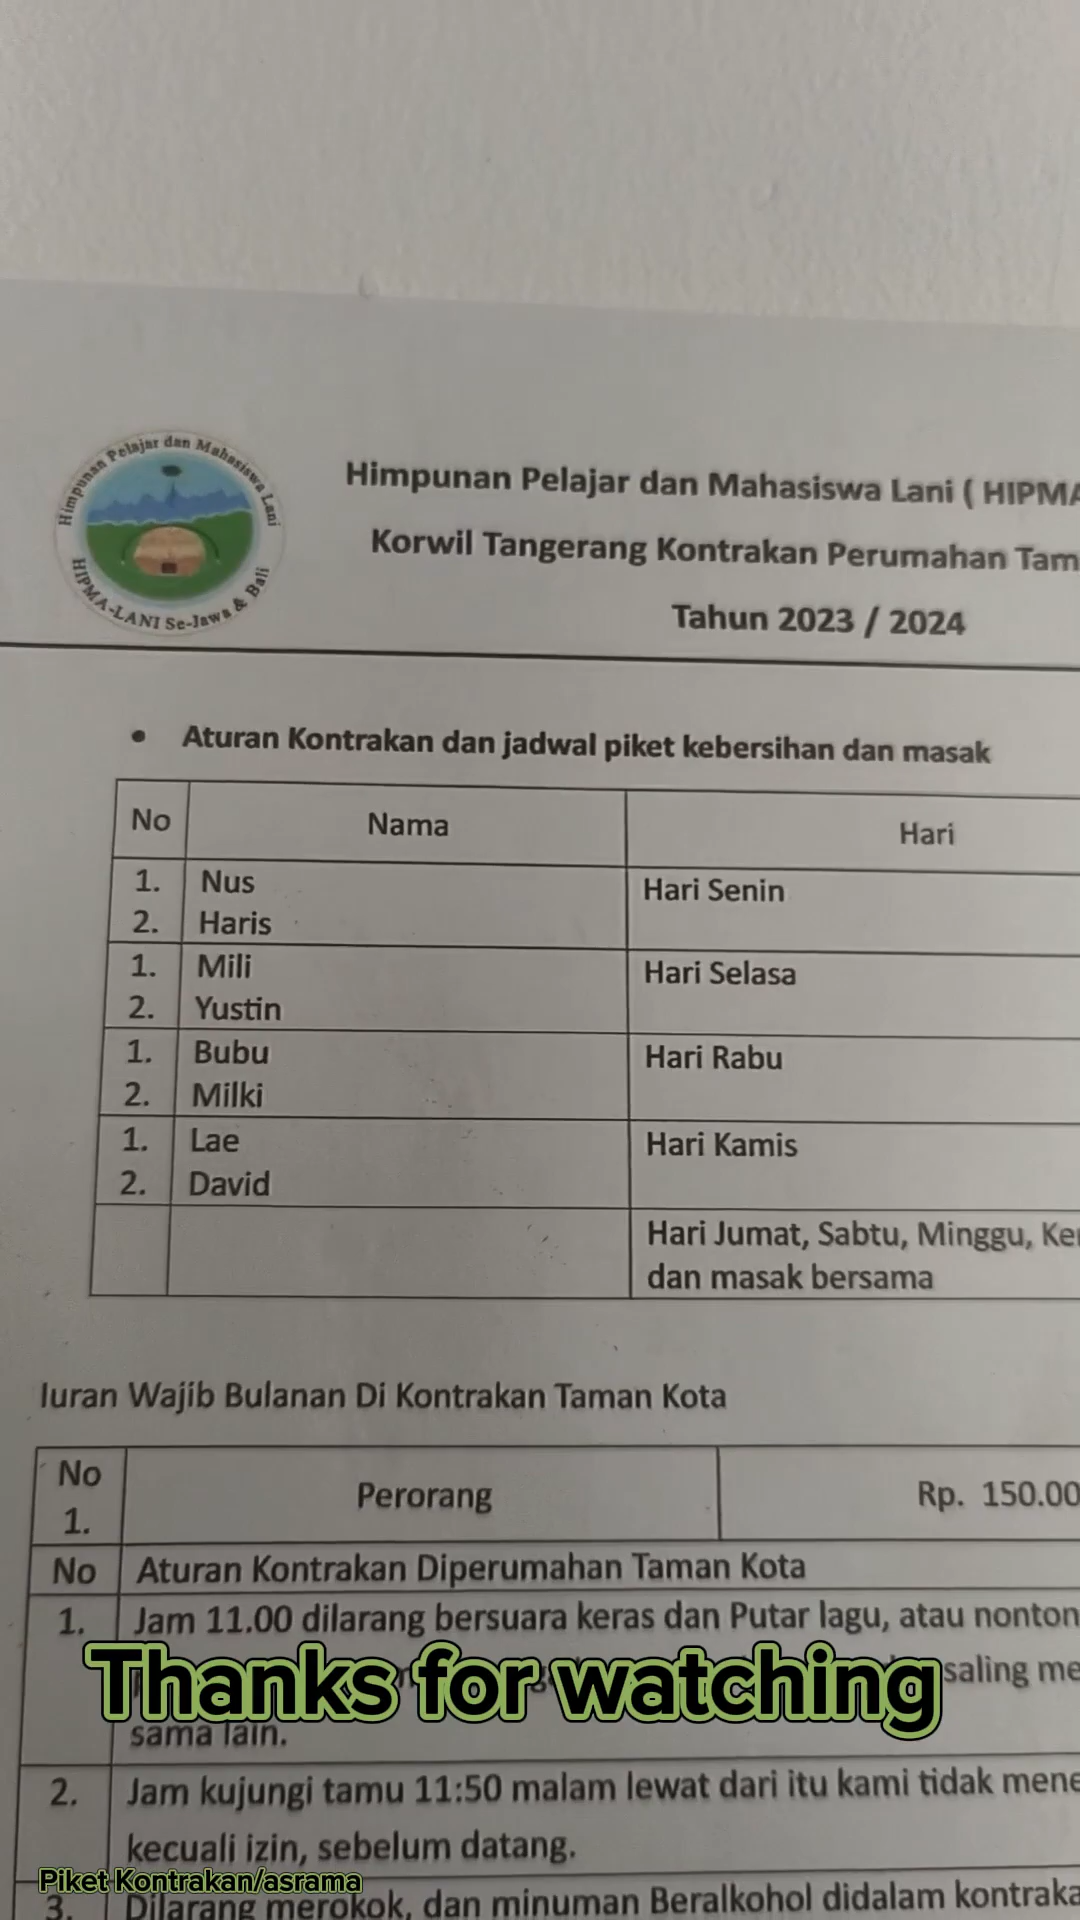 Himpunan Pelajar dan Mahasiswa Lani
HIPMA-LANI Se-Jawa & Bali
Himpunan Pelajar dan Mahasiswa Lani ( HIPMA
Korwil Tangerang Kontrakan Perumahan Tam
Tahun 2023 / 2024
• Aturan Kontrakan dan jadwal piket kebersihan dan masak
No Nama Hari
1. Nus Hari Senin
2. Haris
1. Mili Hari Selasa
2. Yustin
1. Bubu Hari Rabu
2. Milki
1. Lae Hari Kamis
2. David
Hari Jumat, Sabtu, Minggu, Ke
dan masak bersama
Iuran Wajib Bulanan Di Kontrakan Taman Kota
No Perorang Rp. 150.00
1.
No Aturan Kontrakan Diperumahan Taman Kota
1. Jam 11.00 dilarang bersuara keras dan Putar lagu, atau nonton
saling me
Thanks for watching
sama lain.
2. Jam kujungi tamu 11:50 malam lewat dari itu kami tidak mene
kecuali izin, sebelum datang.
Piket Kontrakan/asrama
3. Dilarang merokok, dan minuman Beralkohol didalam kontraka